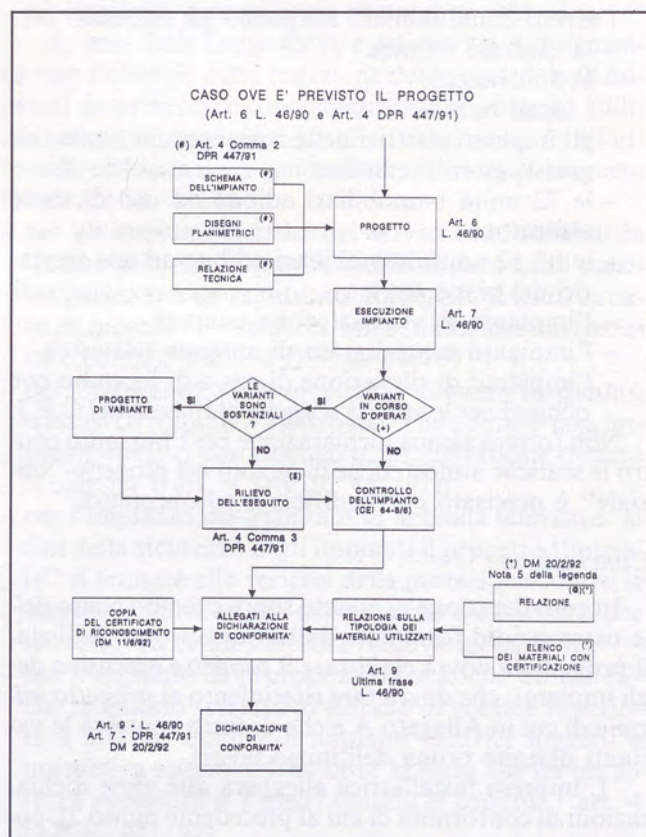 CASO OVE E' PREVISTO IL PROGETTO
(Art. 6 L. 46/90 e Art. 4 DPR 447/91)
(#) Art. 4 Comma 2
DPR 447/91
SCHEMA
DELL'IMPIANTO
(#)
DISEGNI
PLANIMETRICI
(#)
RELAZIONE
TECNICA
(#)
PROGETTO
Art. 6
L. 46/90
ESECUZIONE
IMPIANTO
Art. 7
L. 46/90
PROGETTO
DI VARIANTE
SI
LE
VARIANTI
SONO
SOSTANZIALI
?
SI
VARIANTI
IN CORSO
D'OPERA?
(+)
NO
NO
RILIEVO
DELL'ESEGUITO
($)
CONTROLLO
DELL'IMPIANTO
(CEI 64-8/6)
Art. 4 Comma 3
DPR 447/91
(*) DM 20/2/92
Nota 5 della legenda
COPIA
DEL CERTIFICATO
DI RICONOSCIMENTO
(DM 11/6/92)
ALLEGATI ALLA
DICHIARAZIONE
DI CONFORMITA'
RELAZIONE SULLA
TIPOLOGIA DEI
MATERIALI UTILIZZATI
RELAZIONE
(*)
ELENCO
DEI MATERIALI CON
CERTIFICAZIONE
(*)
Art. 9
Ultima frase
L. 46/90
Art. 9 - L. 46/90
Art. 7 - DPR 447/91
DM 20/2/92
DICHIARAZIONE
DI
CONFORMITA'